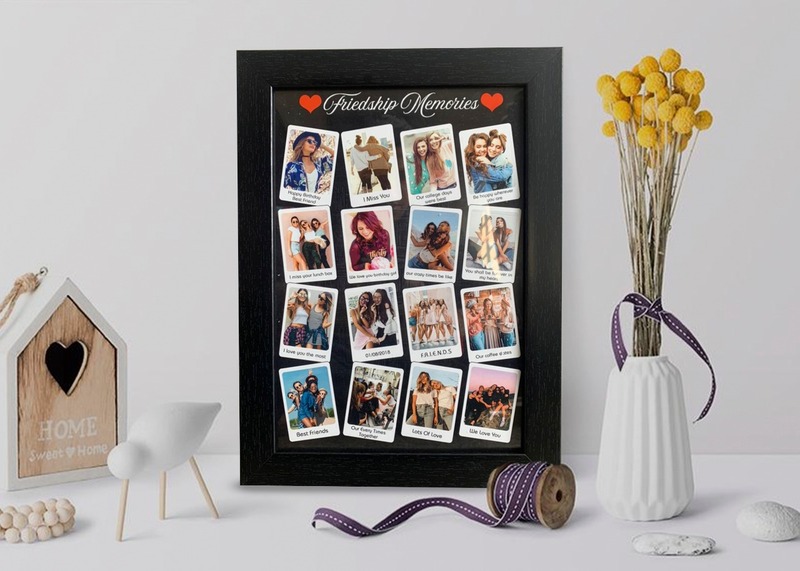 Friedship Memories
Happy Birthday
Best Friend
I Miss You
Our college days
were best
Be happy wherever
you are
I miss your lunch box
We love you birthday girl
our crazy times be like
You shall be forever in
my heart
I love you the most
01/08/2018
F.R.I.E.N.D.S
Our coffee dates
Best Friends
Our Every Times
Together
Lots Of Love
We Love You
HOME
Sweet Home